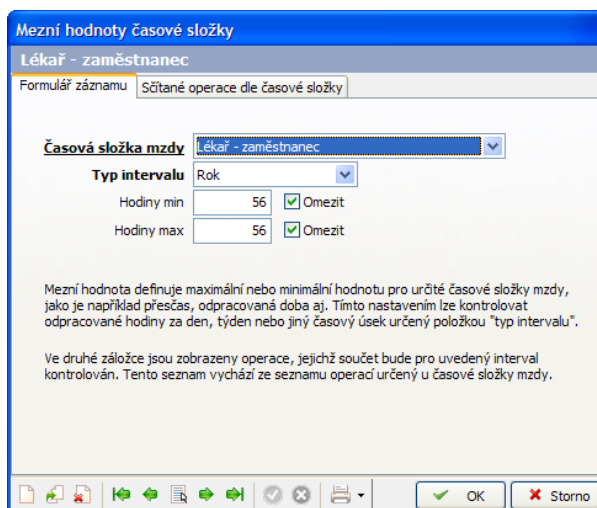 Mezní hodnoty časové složky
Lékař - zaměstnanec
Formulář záznamu Sčítané operace dle časové složky
Časová složka mzdy Lékař - zaměstnanec
Typ intervalu Rok
Hodiny min 56 Omezit
Hodiny max 56 Omezit
Mezní hodnota definuje maximální nebo minimální hodnotu pro určité časové složky mzdy,
jako je například přesčas, odpracovaná doba aj. Tímto nastavením lze kontrolovat
odpracované hodiny za den, týden nebo jiný časový úsek určený položkou "typ intervalu".
Ve druhé záložce jsou zobrazeny operace, jejichž součet bude pro uvedený interval
kontrolován. Tento seznam vychází ze seznamu operací určený u časové složky mzdy.
OK Storno